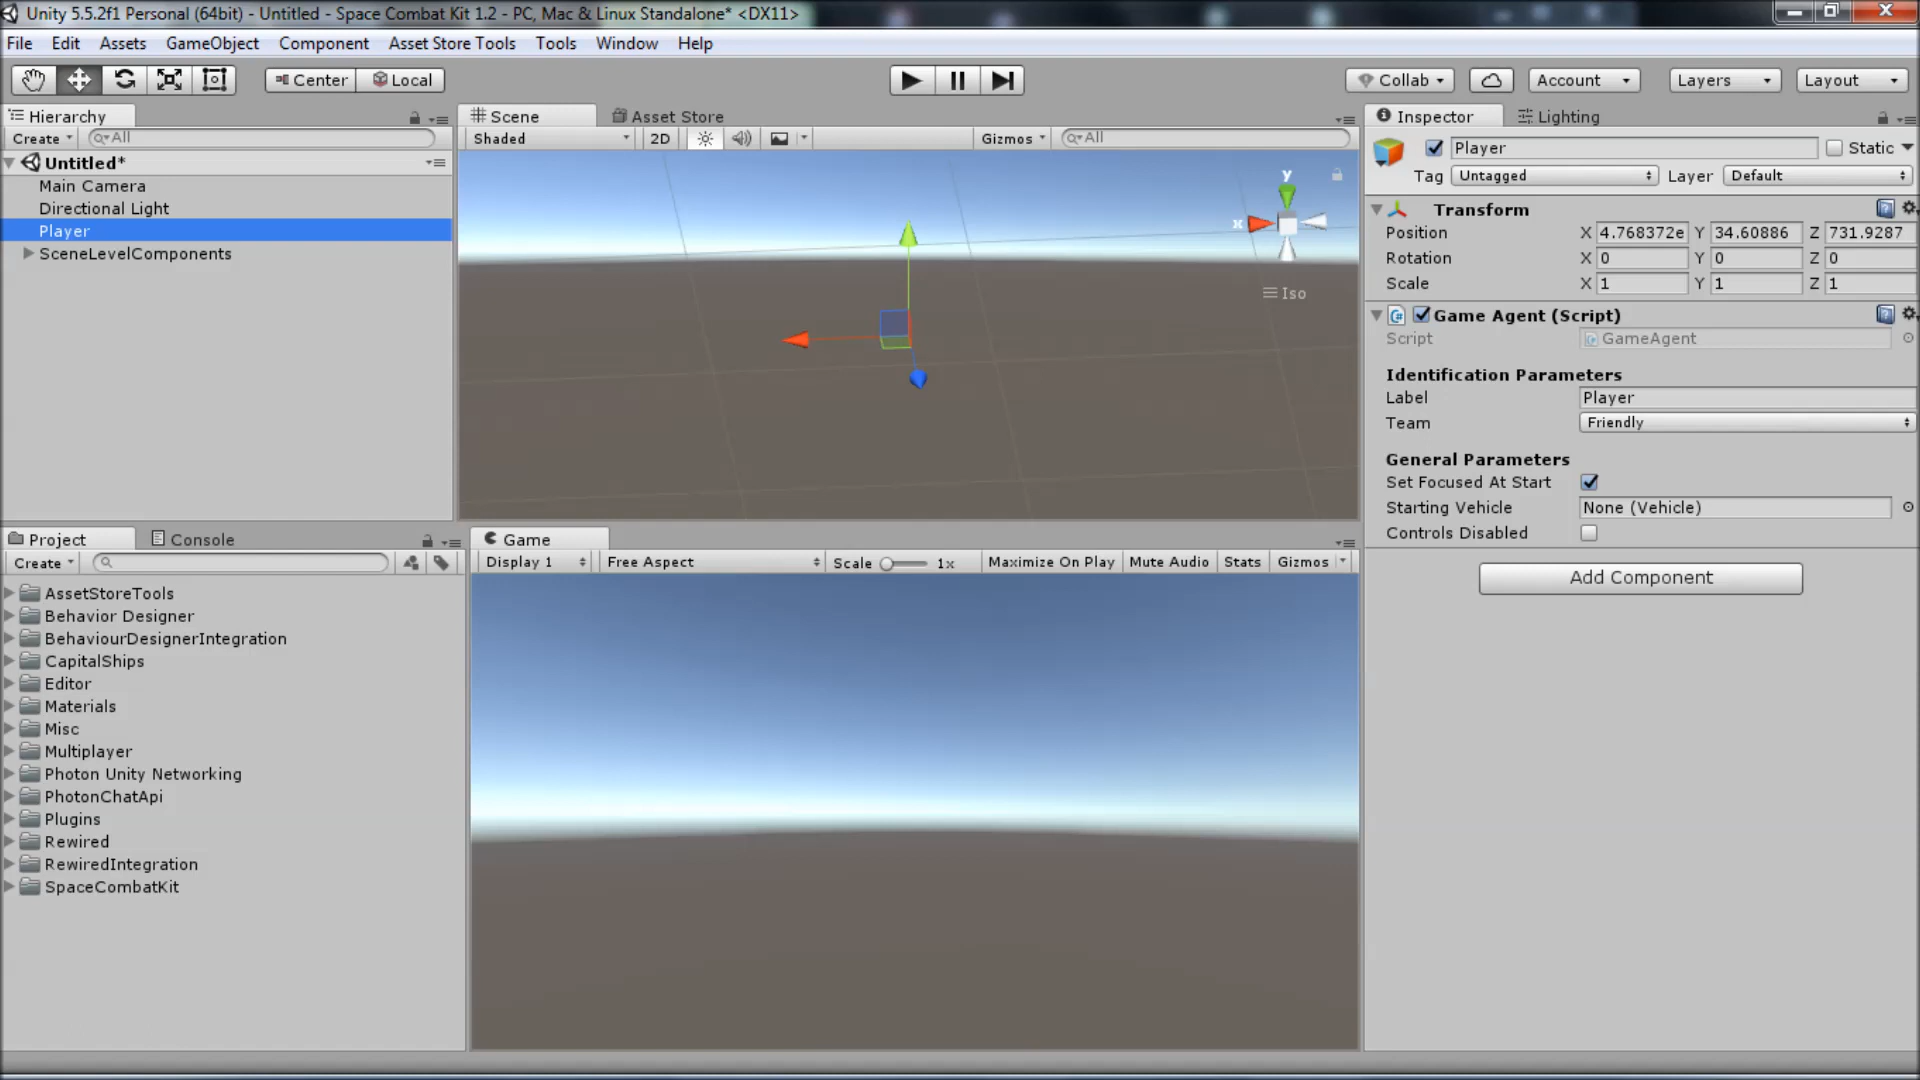 Unity 5.5.2f1 Personal (64bit) - Untitled - Space Combat Kit 1.2 - PC, Mac & Linux Standalone* <DX11>
File Edit Assets GameObject Component Asset Store Tools Tools Window Help
Center Local Collab Account Layers Layout
Hierarchy
Create All
Untitled*
Main Camera
Directional Light
Player
SceneLevelComponents
Scene Asset Store
Shaded 2D Gizmos All
y
x
Iso
Inspector Lighting
Player Static
Tag Untagged Layer Default
Transform
Position X 4.768372e Y 34.60886 Z 731.9287
Rotation X 0 Y 0 Z 0
Scale X 1 Y 1 Z 1
Game Agent (Script)
Script GameAgent
Identification Parameters
Label Player
Team Friendly
General Parameters
Set Focused At Start
Starting Vehicle None (Vehicle)
Controls Disabled
Add Component
Project Console
Create
AssetStoreTools
Behavior Designer
BehaviourDesignerIntegration
CapitalShips
Editor
Materials
Misc
Multiplayer
Photon Unity Networking
PhotonChatApi
Plugins
Rewired
RewiredIntegration
SpaceCombatKit
Game
Display 1 Free Aspect Scale 1x Maximize On Play Mute Audio Stats Gizmos